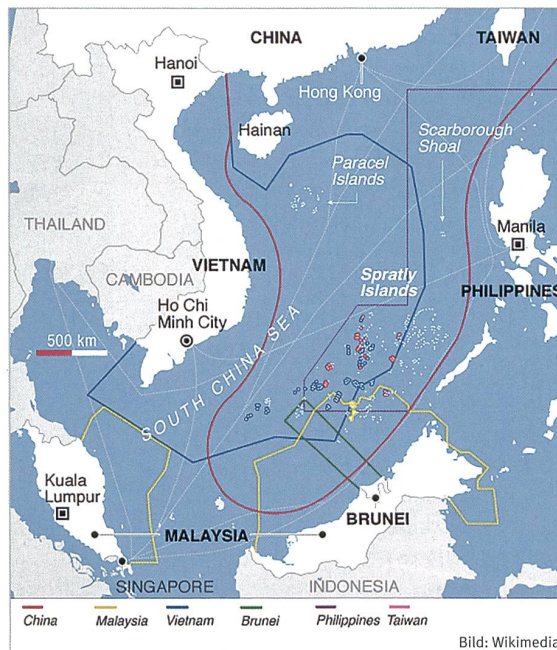 CHINA
TAIWAN
Hanoi
Hong Kong
Hainan
Scarborough
Shoal
Paracel
Islands
THAILAND
Manila
VIETNAM
CAMBODIA
Spratly
Islands
PHILIPPINES
Ho Chi
Minh City
500 km
SOUTH CHINA SEA
Kuala
Lumpur
BRUNEI
MALAYSIA
SINGAPORE
INDONESIA
China Malaysia Vietnam Brunei Philippines Taiwan
Bild: Wikimedia